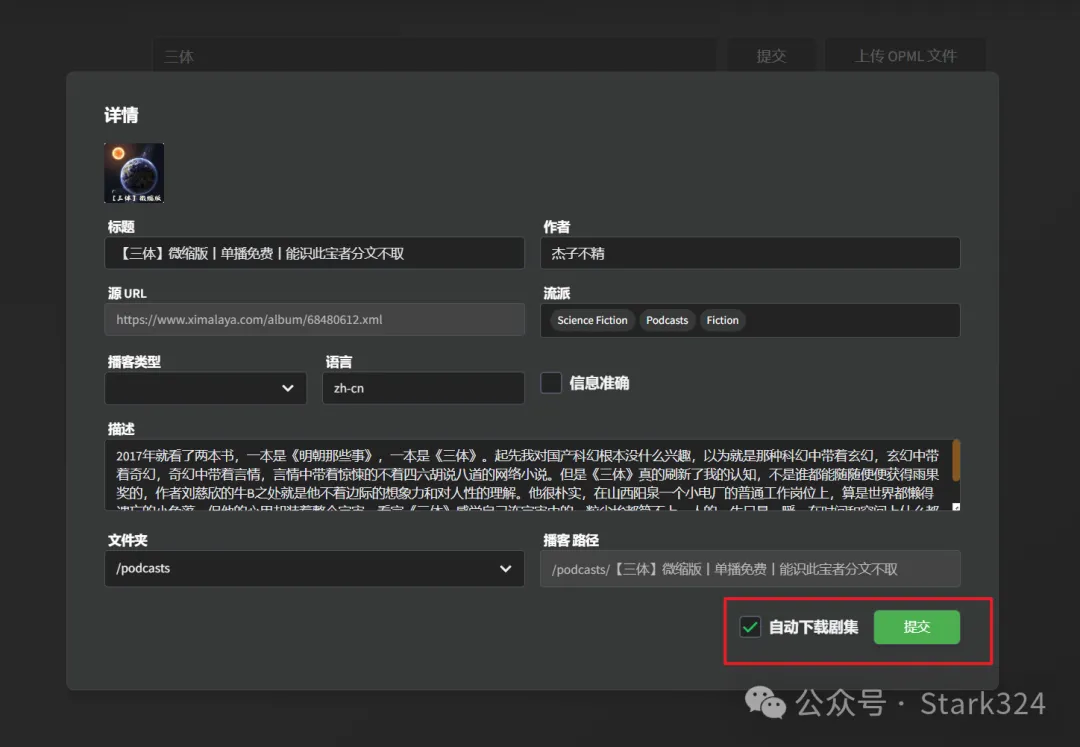 三体
提交
上传 OPML 文件
详情
【三体】微缩版
标题
作者
【三体】微缩版丨单播免费丨能识此宝者分文不取
杰子不精
源 URL
流派
https://www.ximalaya.com/album/68480612.xml
Science Fiction
Podcasts
Fiction
播客类型
语言
zh-cn
信息准确
描述
2017年就看了两本书，一本是《明朝那些事》，一本是《三体》。起先我对国产科幻根本没什么兴趣，以为就是那种科幻中带着玄幻，玄幻中带
着奇幻，奇幻中带着言情，言情中带着惊悚的不着四六胡说八道的网络小说。但是《三体》真的刷新了我的认知，不是谁都能随随便便获得雨果
奖的，作者刘慈欣的牛B之处就是他不着边际的想象力和对人性的理解。他很朴实，在山西阳泉一个小电厂的普通工作岗位上，算是世界都懒得
文件夹
播客路径
/podcasts
/podcasts/【三体】微缩版丨单播免费丨能识此宝者分文不取
自动下载剧集
提交
公众号 · Stark324